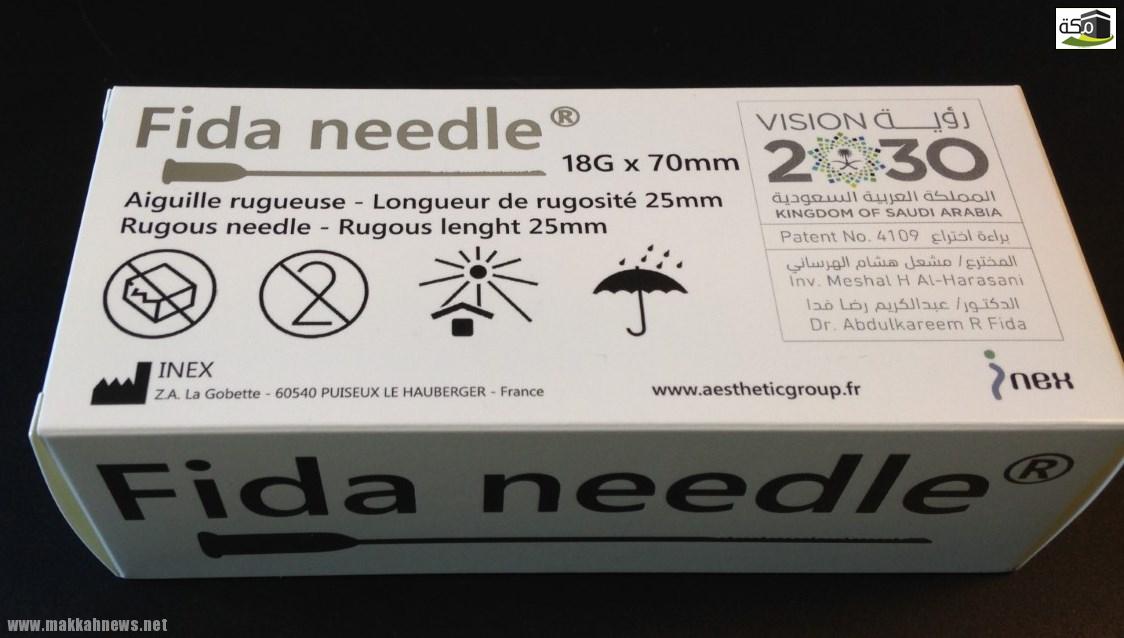 مكة
Fida needle®
18G x 70mm
Aiguille rugueuse - Longueur de rugosité 25mm
Rugous needle - Rugous lenght 25mm
2
INEX
Z.A. La Gobette - 60540 PUISEUX LE HAUBERGER - France
www.aestheticgroup.fr
VISION رؤية
2030
المملكة العربية السعودية
KINGDOM OF SAUDI ARABIA
Patent No. 4109 براءة اختراع
المخترع/ مشعل هشام الهرساني
Inv. Meshal H Al-Harasani
الدكتور/ عبدالكريم رضا فدا
Dr. Abdulkareem R Fida
inex
Fida needle®
www.makkahnews.net